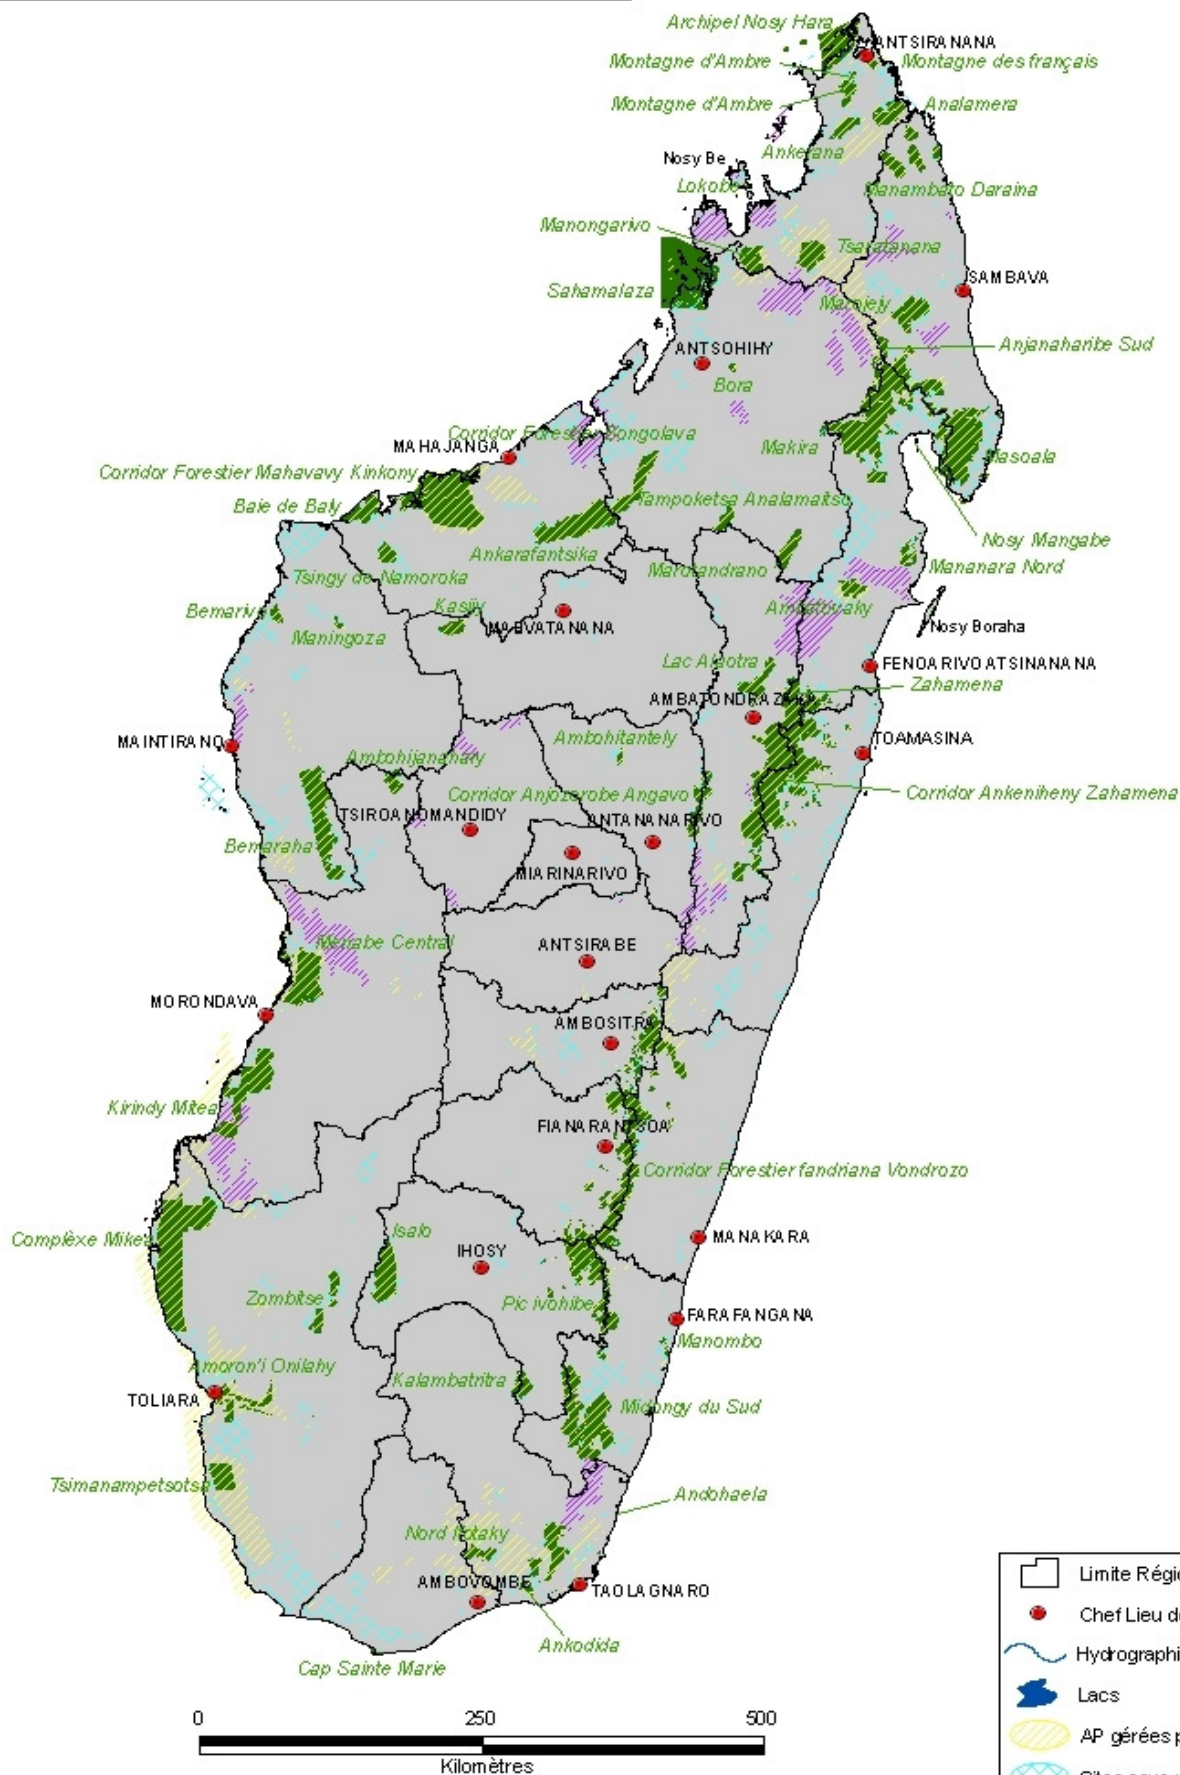 Archipel Nosy Hara
ANTSIRANANA
Montagne d'Ambre
Montagne des français
Montagne d'Ambre
Analamera
Ankerana
Nosy Be
Lokobe
Manambato Daraina
Manongarivo
Tsaratanana
Sahamalaza
SAMBAVA
Marojejy
Anjanaharibe Sud
ANTSOHIHY
Bora
Corridor Forestier Bongolava
MAHAJANGA
Makira
Masoala
Corridor Forestier Mahavavy Kinkony
Baie de Baly
Tampoketsa Analamaitso
Nosy Mangabe
Ankarafantsika
Mananara Nord
Tsingy de Namoroka
Marotandrano
Bemarivo
Kasijy
Ambatovaky
Maningoza
MAEVATANANA
Nosy Boraha
Lac Alaotra
FENOARIVO ATSINANANA
Zahamena
AMBATONDRAZAKA
MAINTIRANO
Ambohitantely
TOAMASINA
Ambohijanahary
Corridor Anjozorobe Angavo
Corridor Ankeniheny Zahamena
TSIROANOMANDIDY
ANTANANARIVO
Bemaraha
MIARINARIVO
Menabe Central
ANTSIRABE
MORONDAVA
AMBOSITRA
Kirindy Mitea
FIANARANTSOA
Corridor Forestier fandriana Vondrozo
Complèxe Mikea
Isalo
MANAKARA
IHOSY
Zombitse
Pic ivohibe
FARAFANGANA
Manombo
Amoron'i Onilahy
Kalambatritra
TOLIARA
Midongy du Sud
Tsimanampetsotsa
Andohaela
Nord Ifotaky
AMBOVOMBE
TAOLAGNARO
Ankodida
Cap Sainte Marie
0 250 500
Kilomètres
Limite Régi
Chef Lieu d
Hydrographi
Lacs
AP gérées p